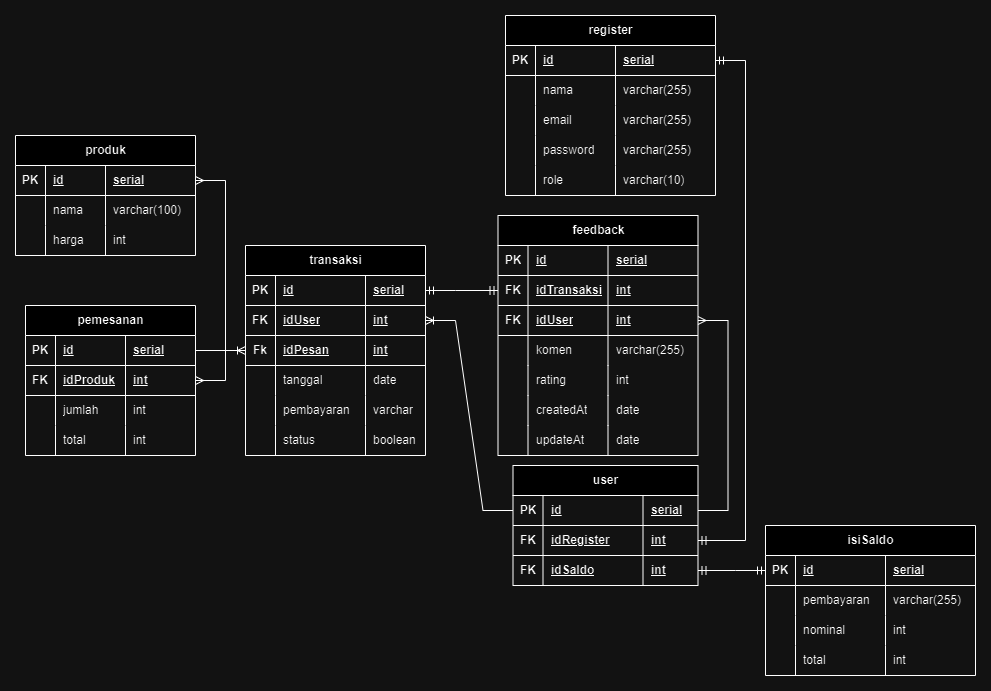 register
PK id serial
nama varchar(255)
email varchar(255)
password varchar(255)
role varchar(10)
produk
PK id serial
nama varchar(100)
harga int
pemesanan
PK id serial
FK idProduk int
jumlah int
total int
transaksi
PK id serial
FK idUser int
Fk idPesan int
tanggal date
pembayaran varchar
status boolean
feedback
PK id serial
FK idTransaksi int
FK idUser int
komen varchar(255)
rating int
createdAt date
updateAt date
user
PK id serial
FK idRegister int
FK idSaldo int
isiSaldo
PK id serial
pembayaran varchar(255)
nominal int
total int